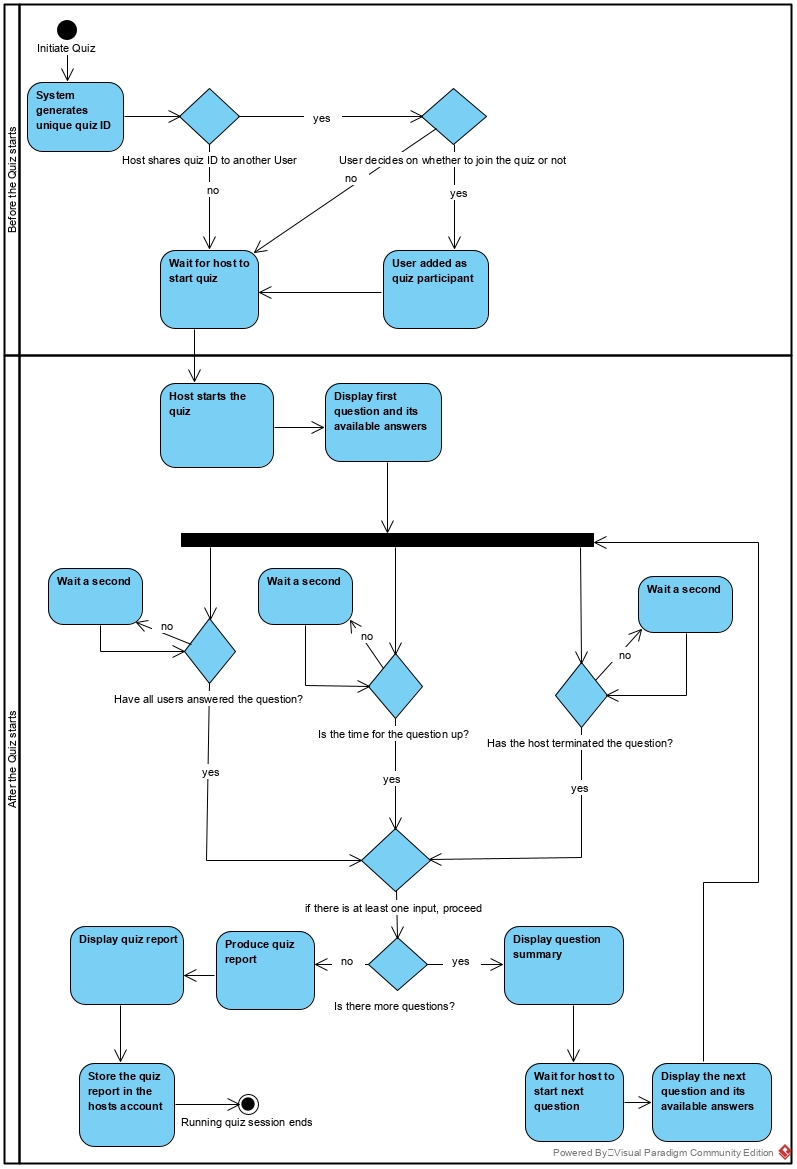 Before the Quiz starts
Initiate Quiz
System
generates
unique quiz ID
yes
Host shares quiz ID to another User
User decides on whether to join the quiz or not
no
no
yes
Wait for host to
start quiz
User added as
quiz participant
After the Quiz starts
Host starts the
quiz
Display first
question and its
available answers
Wait a second
Wait a second
Wait a second
no
no
no
Have all users answered the question?
Is the time for the question up?
Has the host terminated the question?
yes
yes
yes
if there is at least one input, proceed
Display quiz report
Produce quiz
report
no
yes
Display question
summary
Is there more questions?
Store the quiz
report in the
hosts account
Running quiz session ends
Wait for host to
start next
question
Display the next
question and its
available answers
Powered By Visual Paradigm Community Edition